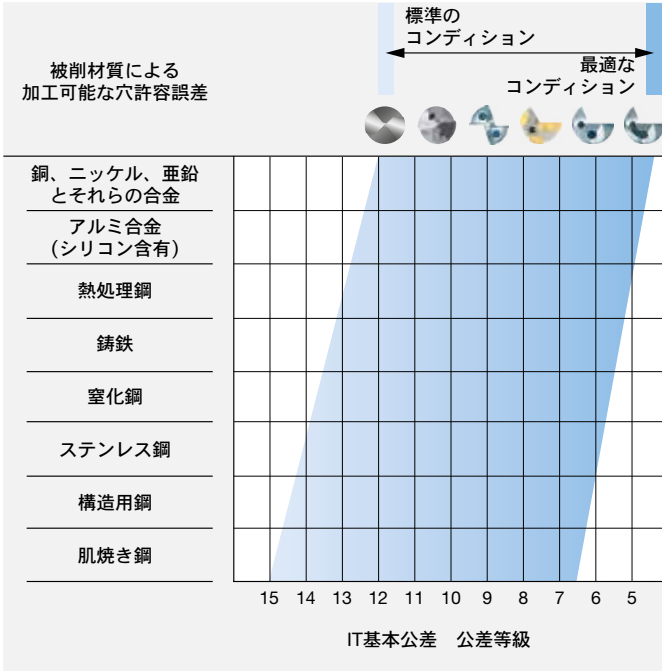 標準の
コンディション
最適な
コンディション
被削材質による
加工可能な穴許容誤差
銅、ニッケル、亜鉛
とそれらの合金
アルミ合金
(シリコン含有)
熱処理鋼
鋳鉄
窒化鋼
ステンレス鋼
構造用鋼
肌焼き鋼
15 14 13 12 11 10 9 8 7 6 5
IT基本公差 公差等級